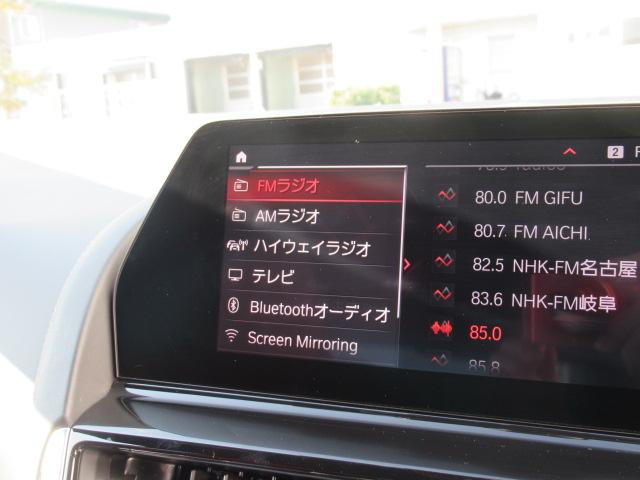 2
FMラジオ
AMラジオ
ハイウェイラジオ
テレビ
Bluetoothオーディオ
Screen Mirroring
80.0 FM GIFU
80.7 FM AICHI
82.5 NHK-FM名古屋
83.6 NHK-FM岐阜
85.0
85.8